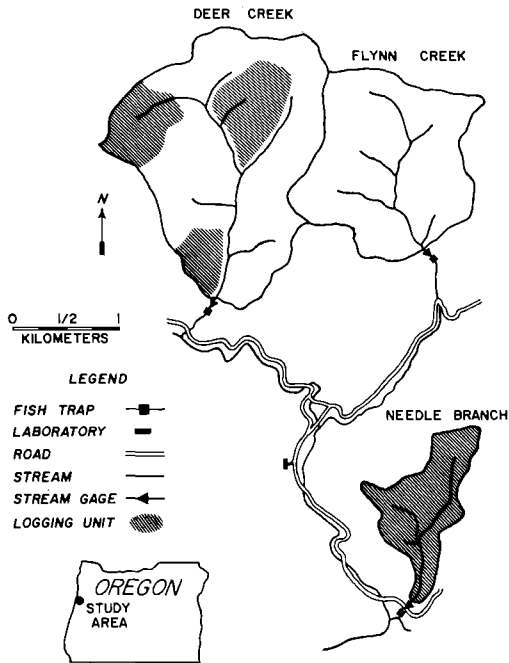 DEER CREEK
FLYNN CREEK
N
0 1/2 1
KILOMETERS
LEGEND
FISH TRAP
LABORATORY
ROAD
STREAM
STREAM GAGE
LOGGING UNIT
NEEDLE BRANCH
OREGON
STUDY
AREA